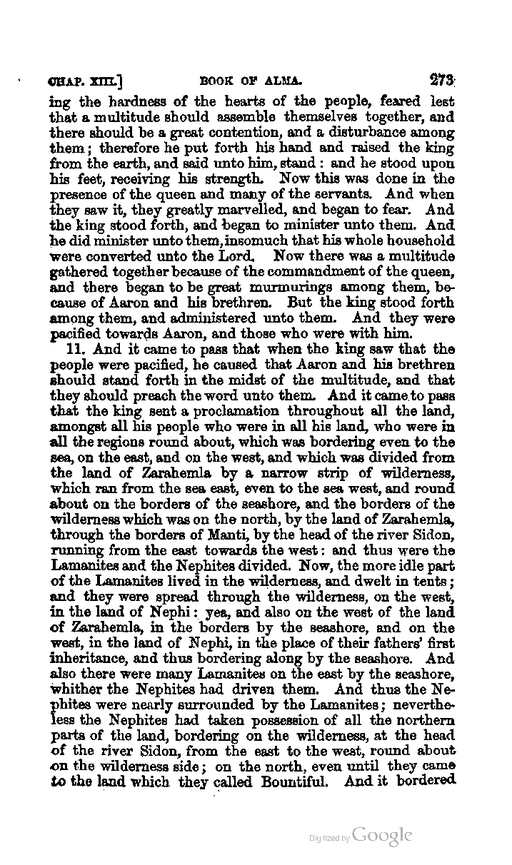 CHAP. XIII.] BOOK OF ALMA. 273
ing the hardness of the hearts of the people, feared lest
that a multitude should assemble themselves together, and
there should be a great contention, and a disturbance among
them; therefore he put forth his hand and raised the king
from the earth, and said unto him, stand: and he stood upon
his feet, receiving his strength. Now this was done in the
presence of the queen and many of the servants. And when
they saw it, they greatly marvelled, and began to fear. And
the king stood forth, and began to minister unto them. And
he did minister unto them, insomuch that his whole household
were converted unto the Lord. Now there was a multitude
gathered together because of the commandment of the queen,
and there began to be great murmurings among them, be-
cause of Aaron and his brethren. But the king stood forth
among them, and administered unto them. And they were
pacified towards Aaron, and those who were with him.
11. And it came to pass that when the king saw that the
people were pacified, he caused that Aaron and his brethren
should stand forth in the midst of the multitude, and that
they should preach the word unto them. And it came to pass
that the king sent a proclamation throughout all the land,
amongst all his people who were in all his land, who were in
all the regions round about, which was bordering even to the
sea, on the east, and on the west, and which was divided from
the land of Zarahemla by a narrow strip of wilderness,
which ran from the sea east, even to the sea west, and round
about on the borders of the seashore, and the borders of the
wilderness which was on the north, by the land of Zarahemla,
through the borders of Manti, by the head of the river Sidon,
running from the east towards the west: and thus were the
Lamanites and the Nephites divided. Now, the more idle part
of the Lamanites lived in the wilderness, and dwelt in tents;
and they were spread through the wilderness, on the west,
in the land of Nephi: yea, and also on the west of the land
of Zarahemla, in the borders by the seashore, and on the
west, in the land of Nephi, in the place of their fathers' first
inheritance, and thus bordering along by the seashore. And
also there were many Lamanites on the east by the seashore,
whither the Nephites had driven them. And thus the Ne-
phites were nearly surrounded by the Lamanites; neverthe-
less the Nephites had taken possession of all the northern
parts of the land, bordering on the wilderness, at the head
of the river Sidon, from the east to the west, round about
on the wilderness side; on the north, even until they came
to the land which they called Bountiful. And it bordered
Digitized by Google